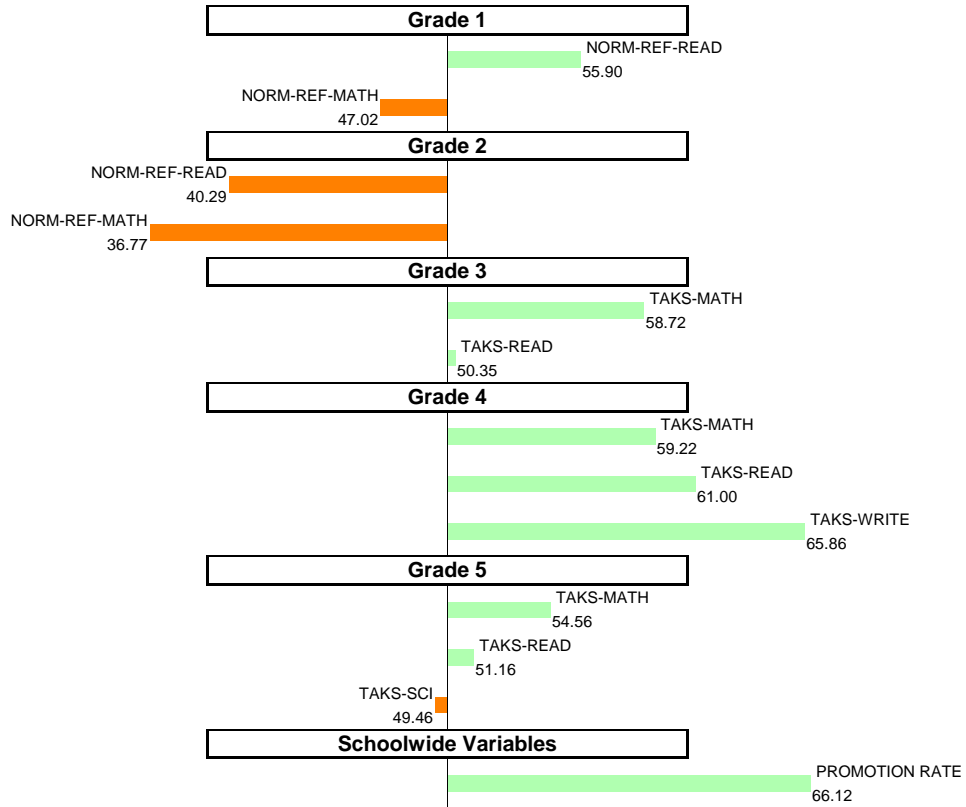 Grade 1
NORM-REF-READ
55.90
NORM-REF-MATH
47.02
Grade 2
NORM-REF-READ
40.29
NORM-REF-MATH
36.77
Grade 3
TAKS-MATH
58.72
TAKS-READ
50.35
Grade 4
TAKS-MATH
59.22
TAKS-READ
61.00
TAKS-WRITE
65.86
Grade 5
TAKS-MATH
54.56
TAKS-READ
51.16
TAKS-SCI
49.46
Schoolwide Variables
PROMOTION RATE
66.12